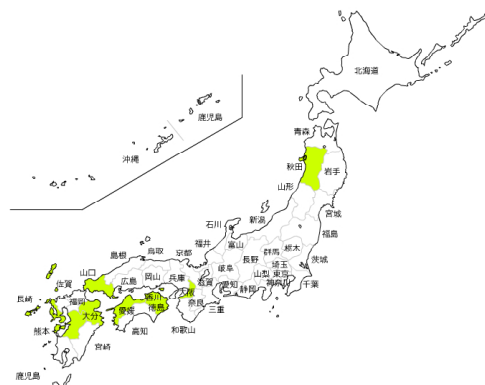 北海道
青森
秋田
岩手
山形
宮城
福島
新潟
石川
富山
福井
群馬
栃木
茨城
長野
埼玉
岐阜
山梨
東京
神奈川
千葉
静岡
愛知
滋賀
三重
京都
兵庫
大阪
奈良
和歌山
鳥取
島根
岡山
広島
山口
香川
徳島
愛媛
高知
福岡
佐賀
長崎
大分
熊本
宮崎
鹿児島
鹿児島
沖縄